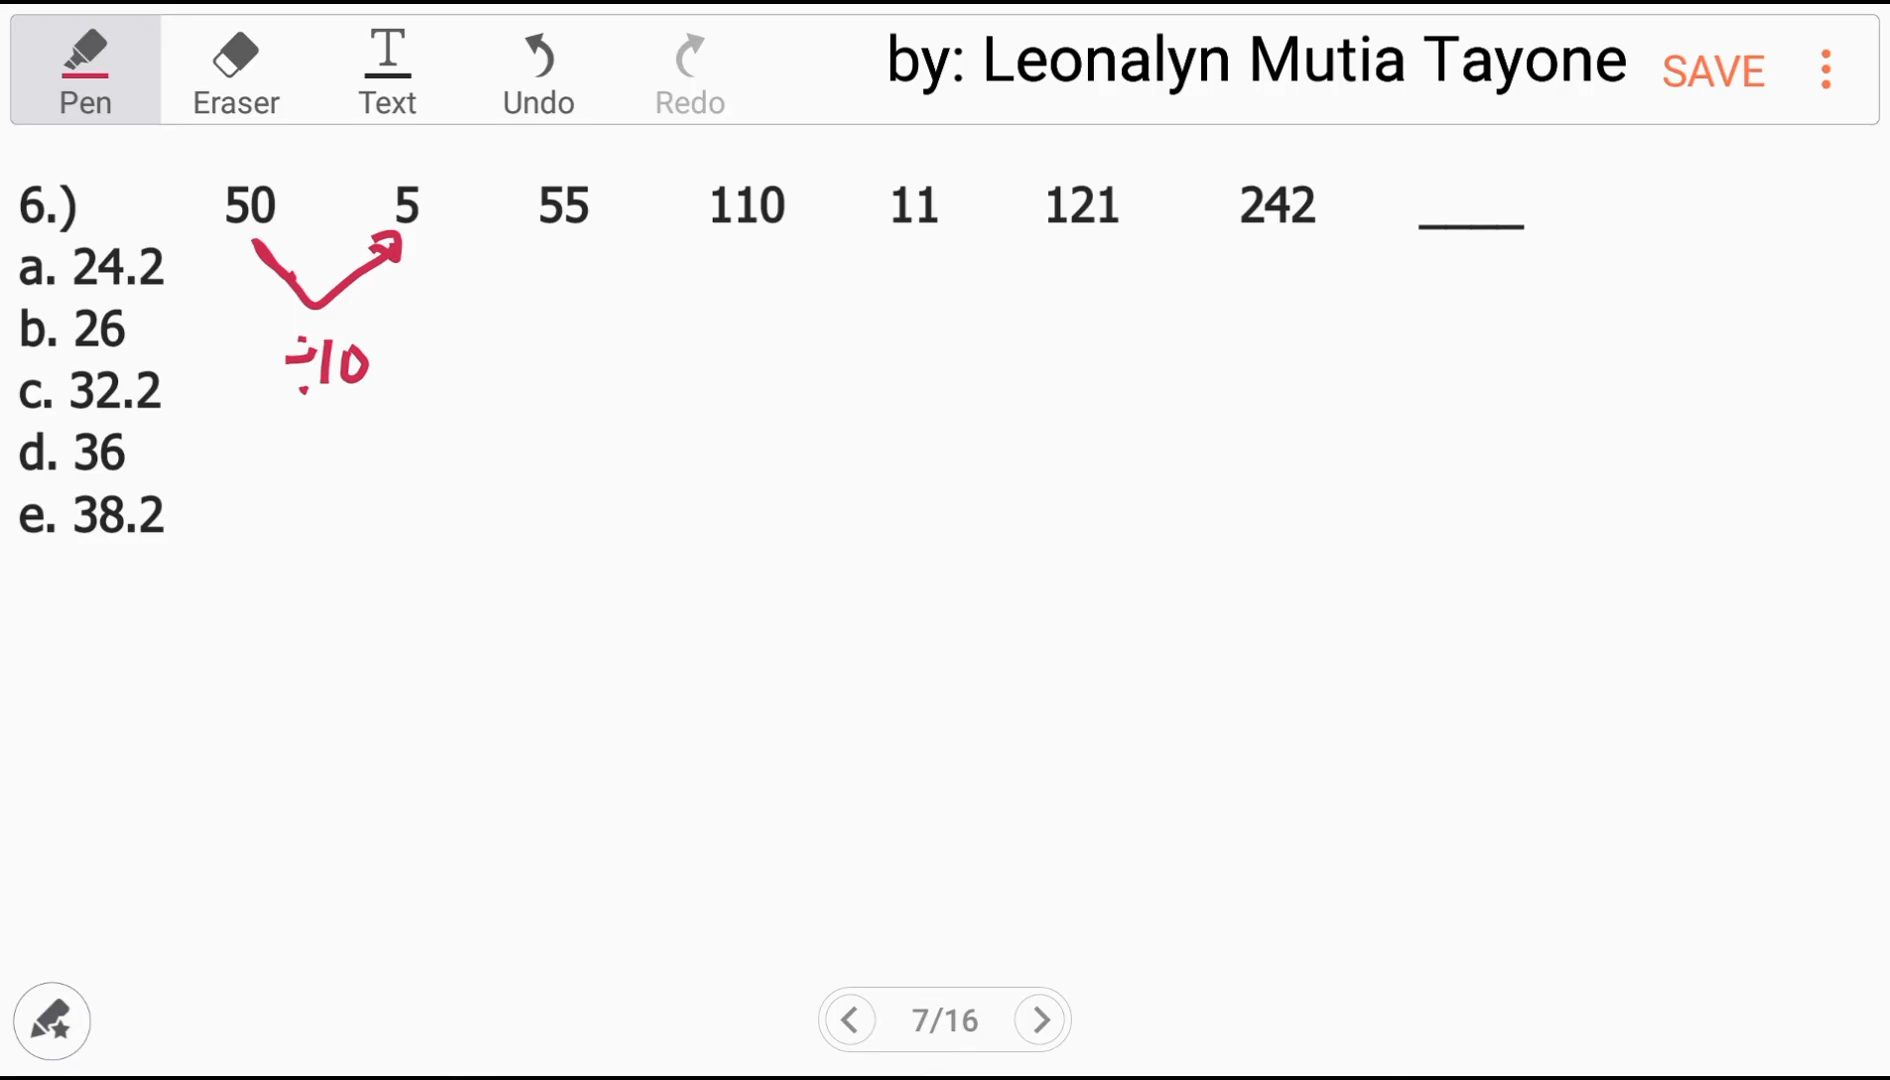 Pen Eraser Text Undo Redo by: Leonalyn Mutia Tayone SAVE
6.) 50 5 55 110 11 121 242 ____
a. 24.2
b. 26
÷10
c. 32.2
d. 36
e. 38.2
7/16